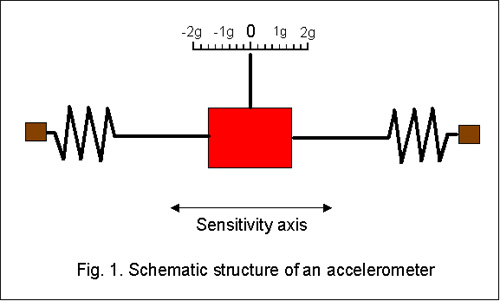 -2g -1g 0 1g 2g
Sensitivity axis
Fig. 1. Schematic structure of an accelerometer